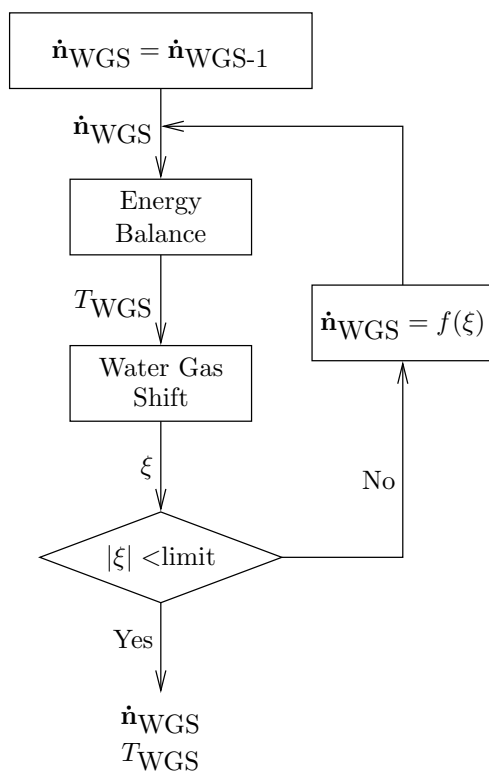 ṅWGS = ṅWGS-1
ṅWGS
Energy
Balance
TWGS
ṅWGS = f(ξ)
Water Gas
Shift
ξ
No
|ξ| <limit
Yes
ṅWGS
TWGS